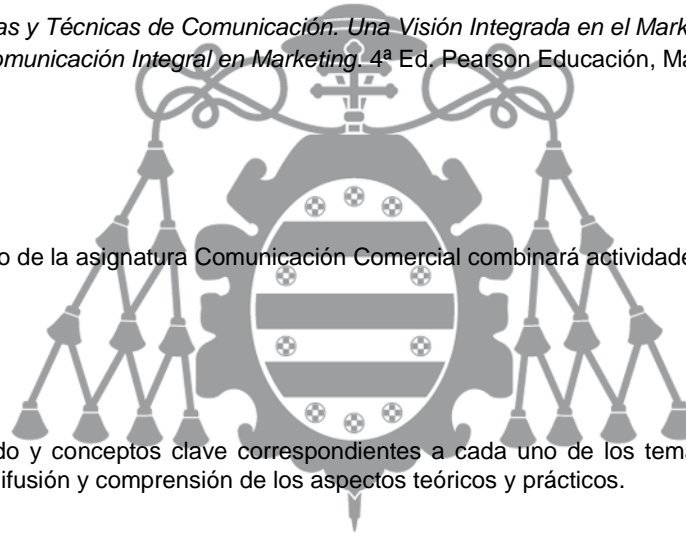 as y Técnicas de Comunicación. Una Visión Integrada en el Mark
omunicación Integral en Marketing. 4ª Ed. Pearson Educación, Ma
o de la asignatura Comunicación Comercial combinará actividade
do y conceptos clave correspondientes a cada uno de los tema
ifusión y comprensión de los aspectos teóricos y prácticos.